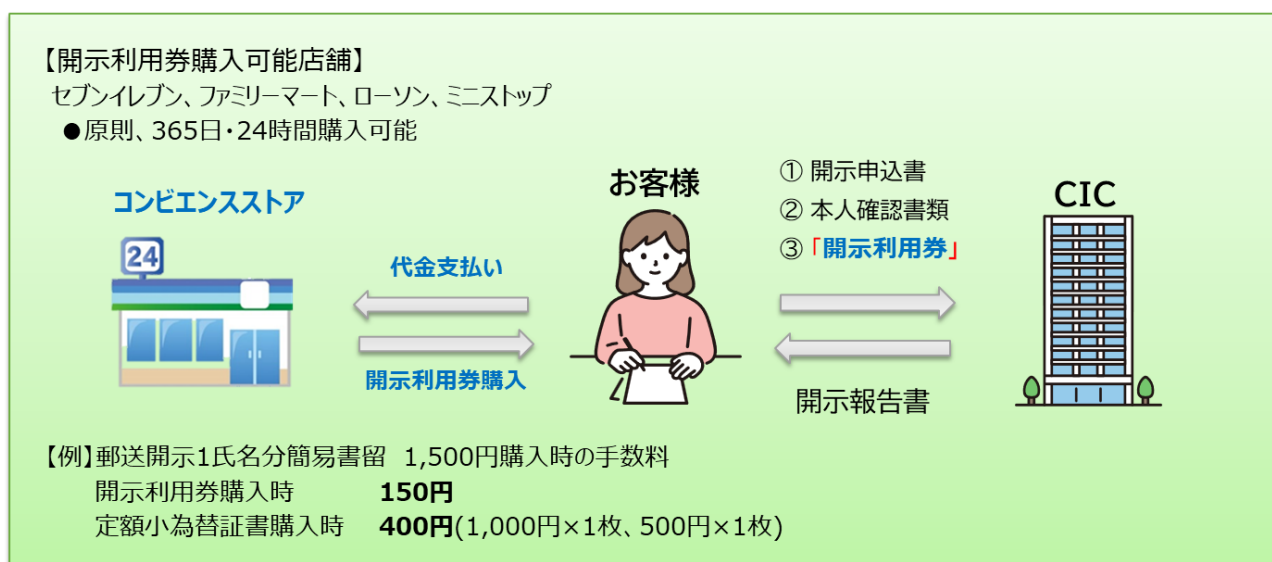 【開示利用券購入可能店舗】
セブンイレブン、ファミリーマート、ローソン、ミニストップ
●原則、365日・24時間購入可能
コンビエンスストア
24
代金支払い
開示利用券購入
お客様
① 開示申込書
② 本人確認書類
③「開示利用券」
開示報告書
CIC
【例】郵送開示1氏名分簡易書留 1,500円購入時の手数料
開示利用券購入時 150円
定額小為替証書購入時 400円(1,000円×1枚、500円×1枚)